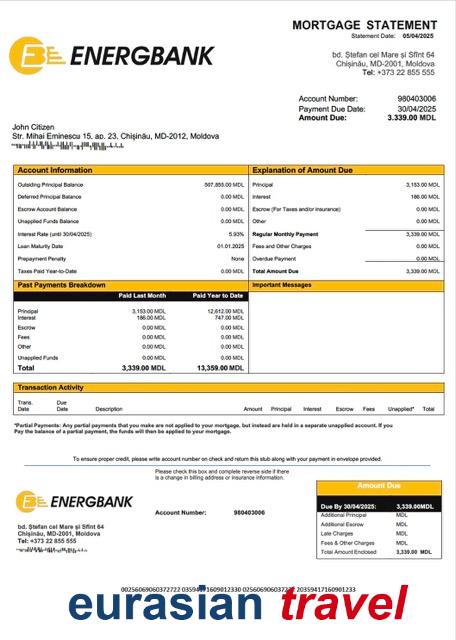 MORTGAGE STATEMENT
Statement Date: 05/04/2025
ENERGBANK
bd. Ștefan cel Mare și Sfînt 64
Chișinău, MD-2001, Moldova
Tel: +373 22 855 555
Account Number: 980403006
Payment Due Date: 30/04/2025
Amount Due: 3.339.00 MDL
John Citizen
Str. Mihai Eminescu 15, ap. 23, Chișinău, MD-2012, Moldova
Account Information
Outsiding Principal Balance 507,855.00 MDL
Deferred Principal Balance 0.00 MDL
Escrow Account Balance 0.00 MDL
Unapplied Funds Balance 0.00 MDL
Interest Rate (until 30/04/2025) 5.93%
Loan Maturity Date 01.01.2025
Prepayment Penalty None
Taxes Paid Year-to-Date 0.00 MDL
Explanation of Amount Due
Principal 3,153.00 MDL
Interest 186.00 MDL
Escrow (For Taxes and/or insurance) 0.00 MDL
Other 0.00 MDL
Regular Monthly Payment 3,339.00 MDL
Fees and Other Charges 0.00 MDL
Overdue Payment 0.00 MDL
Total Amount Due 3,339.00 MDL
Past Payments Breakdown
Paid Last Month Paid Year to Date
Principal 3,153.00 MDL 12,612.00 MDL
Interest 186.00 MDL 747.00 MDL
Escrow 0.00 MDL 0.00 MDL
Fees 0.00 MDL 0.00 MDL
Other 0.00 MDL 0.00 MDL
Unapplied Funds 0.00 MDL 0.00 MDL
Total 3,339.00 MDL 13,359.00 MDL
Important Messages
Transaction Activity
Trans. Date Due Date Description Amount Principal Interest Escrow Fees Unapplied* Total
*Partial Payments: Any partial payments that you make are not applied to your mortgage, but instead are held in a separate unapplied account. If you
Pay the balance of a partial payment, the funds will then be applied to your mortgage.
To ensure proper credit, please write account number on check and return this stub along with your payment in envelope provided.
Please check this box and complete reverse side if there
is a change in billing address or insurance information.
ENERGBANK
Account Number: 980403006
bd. Ștefan cel Mare și Sfînt 64
Chișinău, MD-2001, Moldova
Tel: +373 22 855 555
Amount Due
Due By 30/04/2025: 3,339.00MDL
Additional Principal MDL
Additional Escrow MDL
Late Charges MDL
Fees & Other Charges MDL
Total Amount Enclosed 3,339.00 MDL
eurasian travel